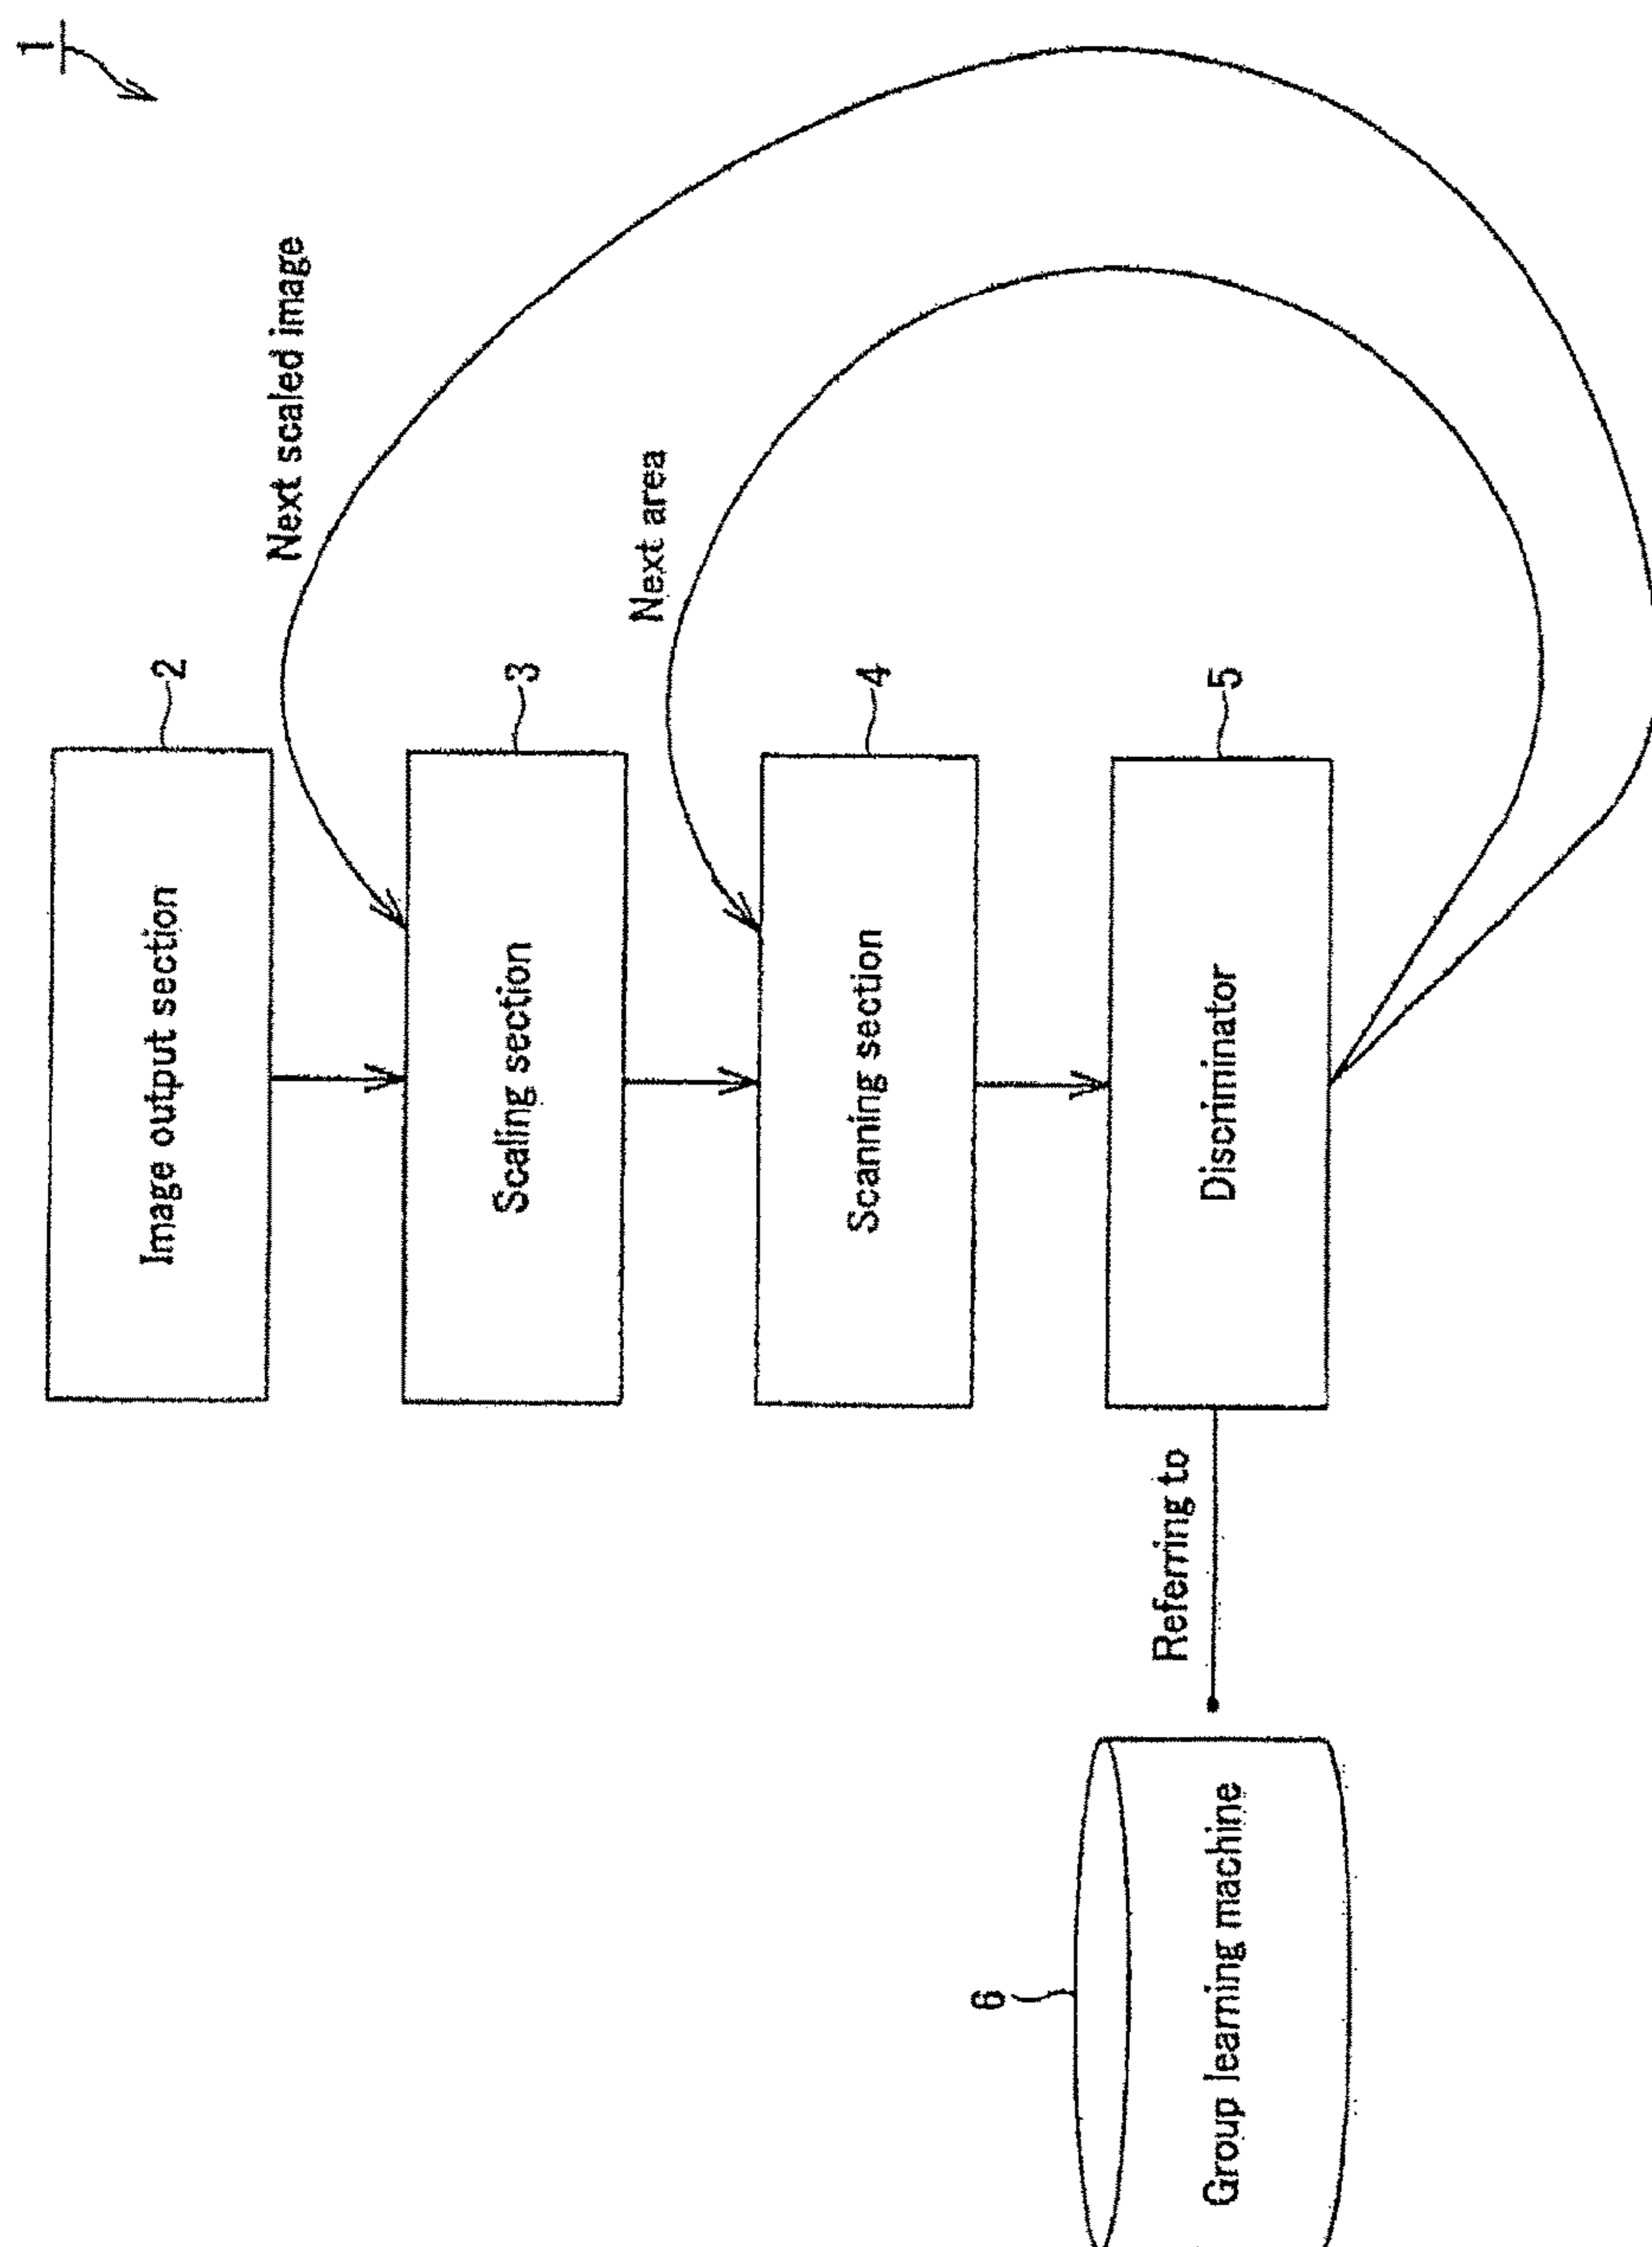 1
Image output section
2
Next scaled image
Scaling section
3
Next area
Scanning section
4
Discriminator
5
Referring to
6
Group learning machine